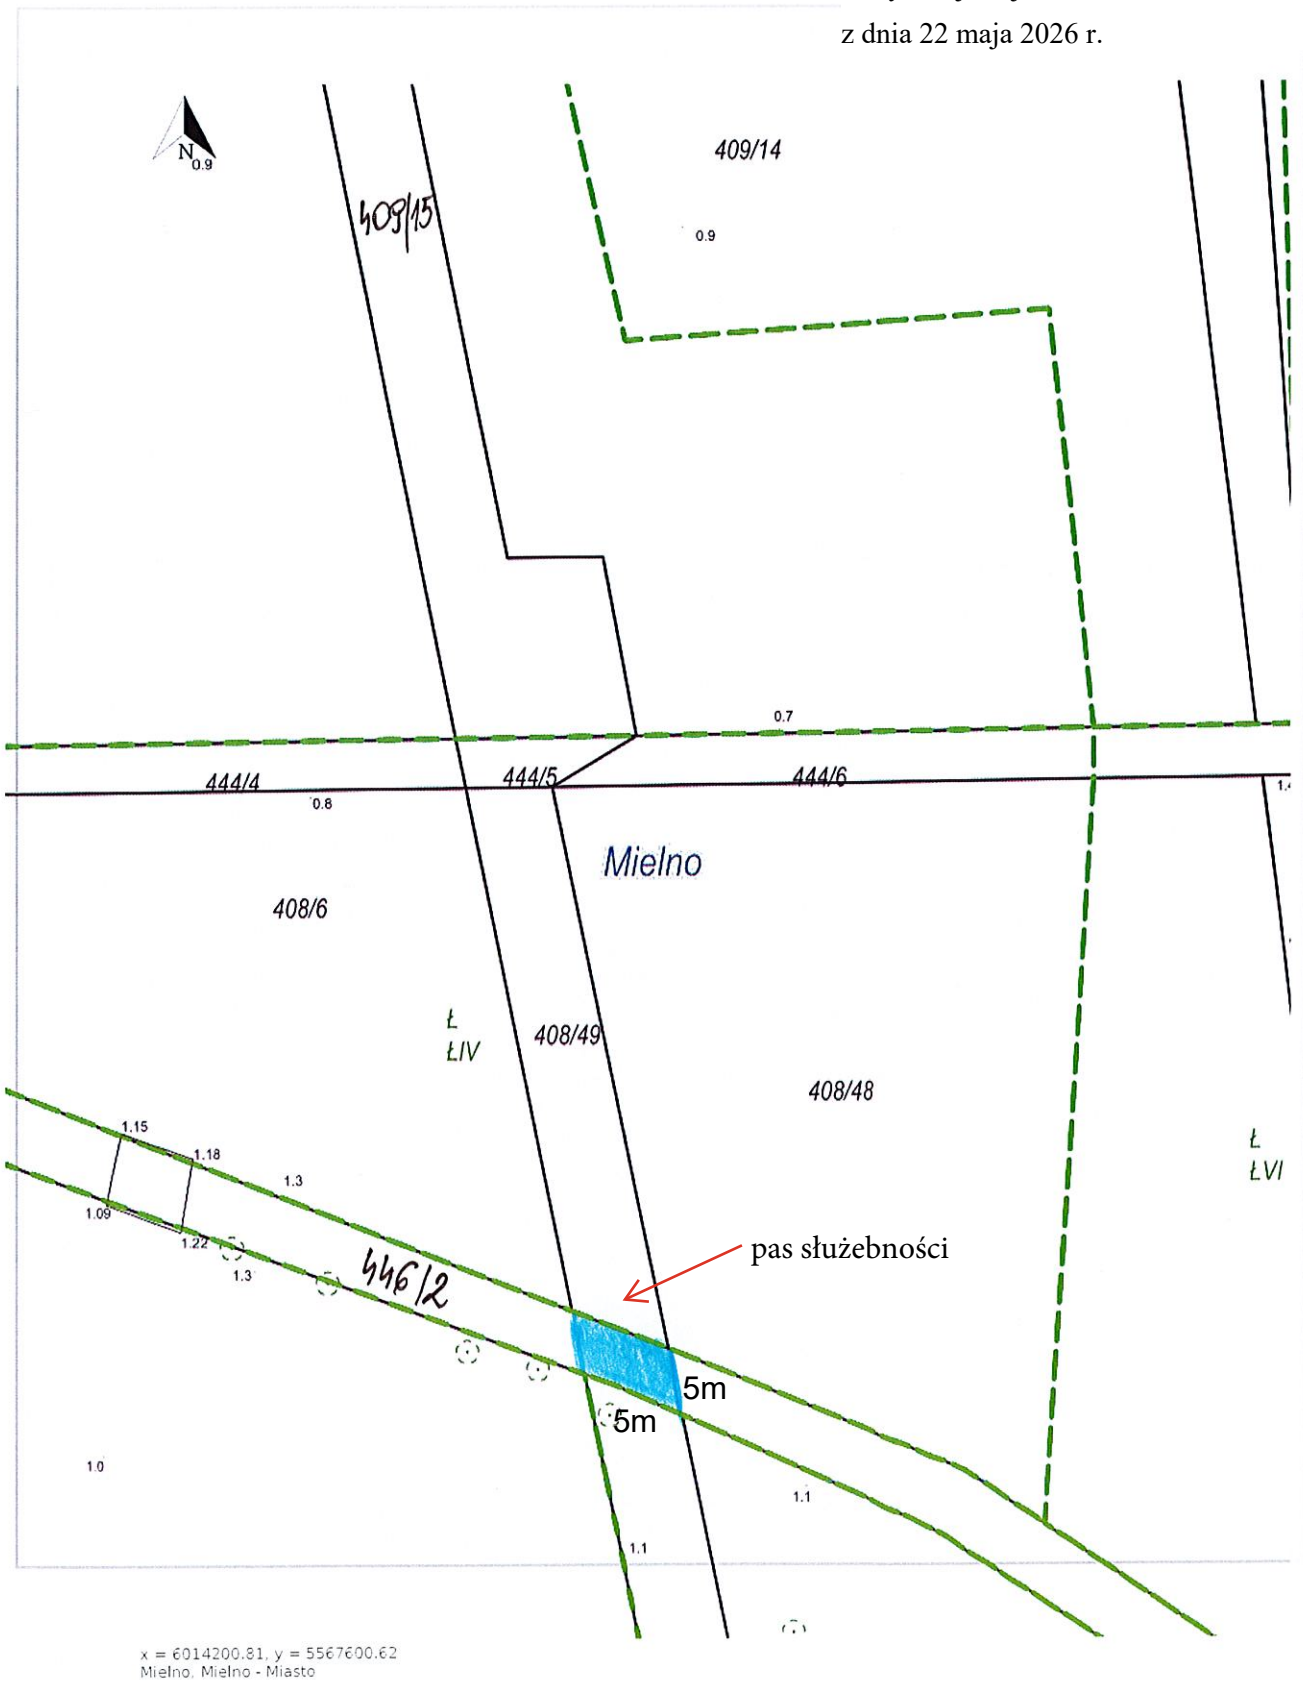 z dnia 22 maja 2026 r.
409/14
N
0.9
409/15
0.9
0.7
444/4
444/5
444/6
0.8
Mielno
408/6
Ł
ŁIV
408/49
408/48
1.15
1.18
1.3
Ł
ŁVI
1.09
1.22
1.3
446/2
pas służebności
5m
5m
1.0
1.1
1.1
x = 6014200.81, y = 5567600.62
Mielno, Mielno - Miasto